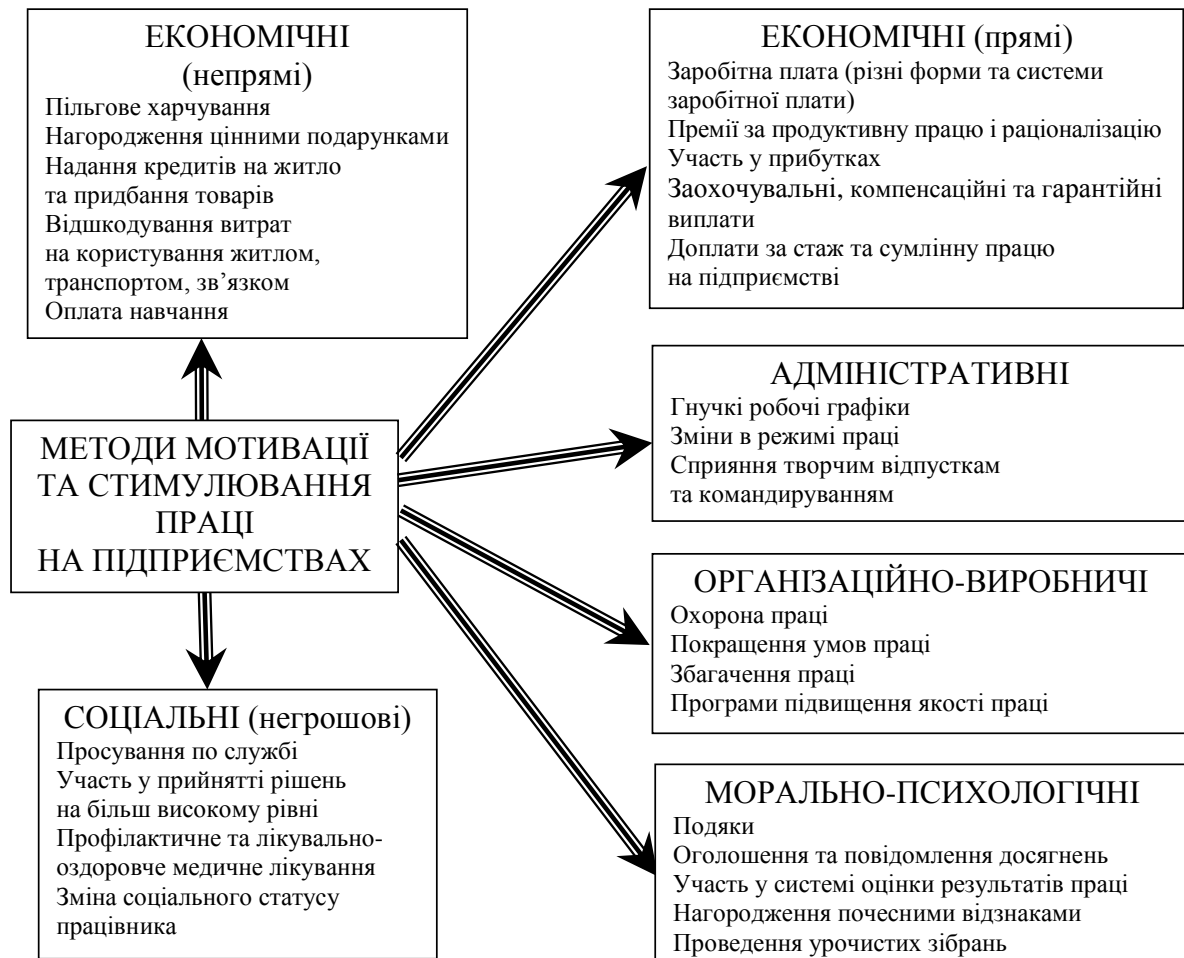 ЕКОНОМІЧНІ
(непрямі)
Пільгове харчування
Нагородження цінними подарунками
Надання кредитів на житло
та придбання товарів
Відшкодування витрат
на користування житлом,
транспортом, зв’язком
Оплата навчання
ЕКОНОМІЧНІ (прямі)
Заробітна плата (різні форми та системи
заробітної плати)
Премії за продуктивну працю і раціоналізацію
Участь у прибутках
Заохочувальні, компенсаційні та гарантійні
виплати
Доплати за стаж та сумлінну працю
на підприємстві
АДМІНІСТРАТИВНІ
Гнучкі робочі графіки
Зміни в режимі праці
Сприяння творчим відпусткам
та командируванням
МЕТОДИ МОТИВАЦІЇ
ТА СТИМУЛЮВАННЯ
ПРАЦІ
НА ПІДПРИЄМСТВАХ
ОРГАНІЗАЦІЙНО-ВИРОБНИЧІ
Охорона праці
Покращення умов праці
Збагачення праці
Програми підвищення якості праці
СОЦІАЛЬНІ (негрошові)
Просування по службі
Участь у прийнятті рішень
на більш високому рівні
Профілактичне та лікувально-
оздоровче медичне лікування
Зміна соціального статусу
працівника
МОРАЛЬНО-ПСИХОЛОГІЧНІ
Подяки
Оголошення та повідомлення досягнень
Участь у системі оцінки результатів праці
Нагородження почесними відзнаками
Проведення урочистих зібрань